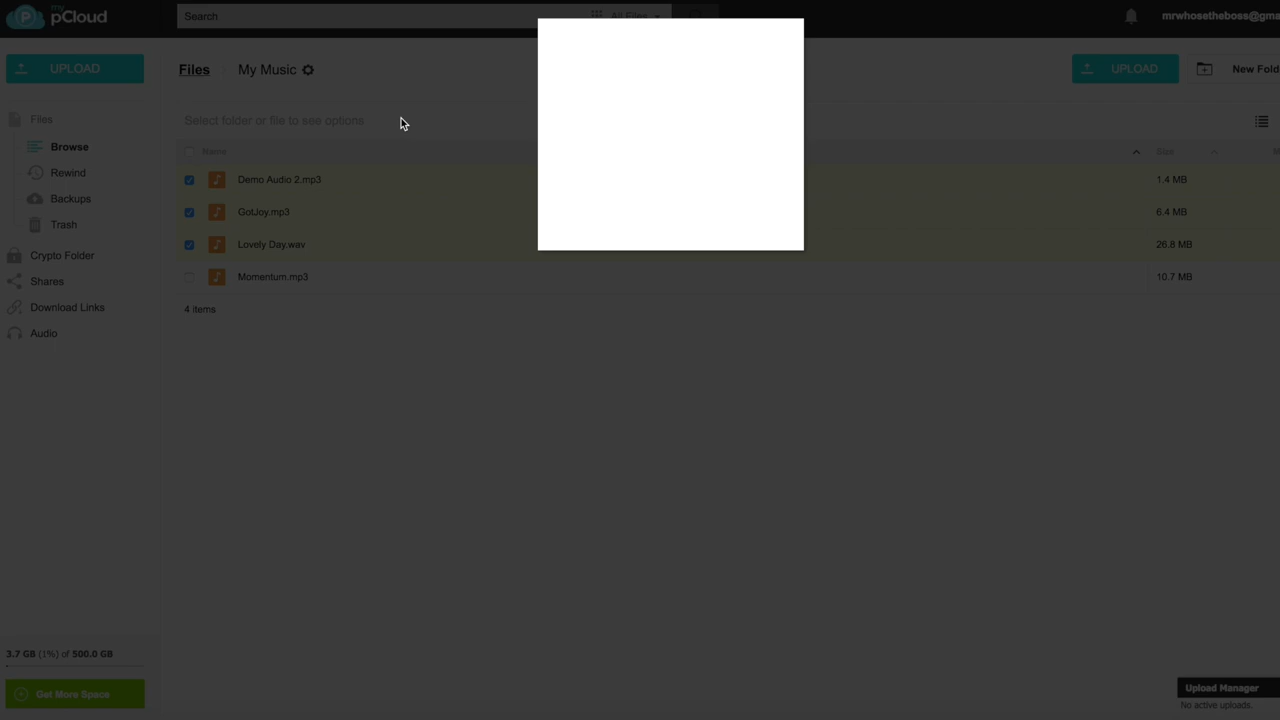 my
pCloud
Search
All Files
mrwhosetheboss@gma
UPLOAD
Files
My Music
UPLOAD
New Fold
Files
Select folder or file to see options
Browse
Name
Size
Rewind
Demo Audio 2.mp3
1.4 MB
Backups
GotJoy.mp3
6.4 MB
Trash
Lovely Day.wav
26.8 MB
Crypto Folder
Momentum.mp3
10.7 MB
Shares
Download Links
4 items
Audio
3.7 GB (1%) of 500.0 GB
Get More Space
Upload Manager
No active uploads.